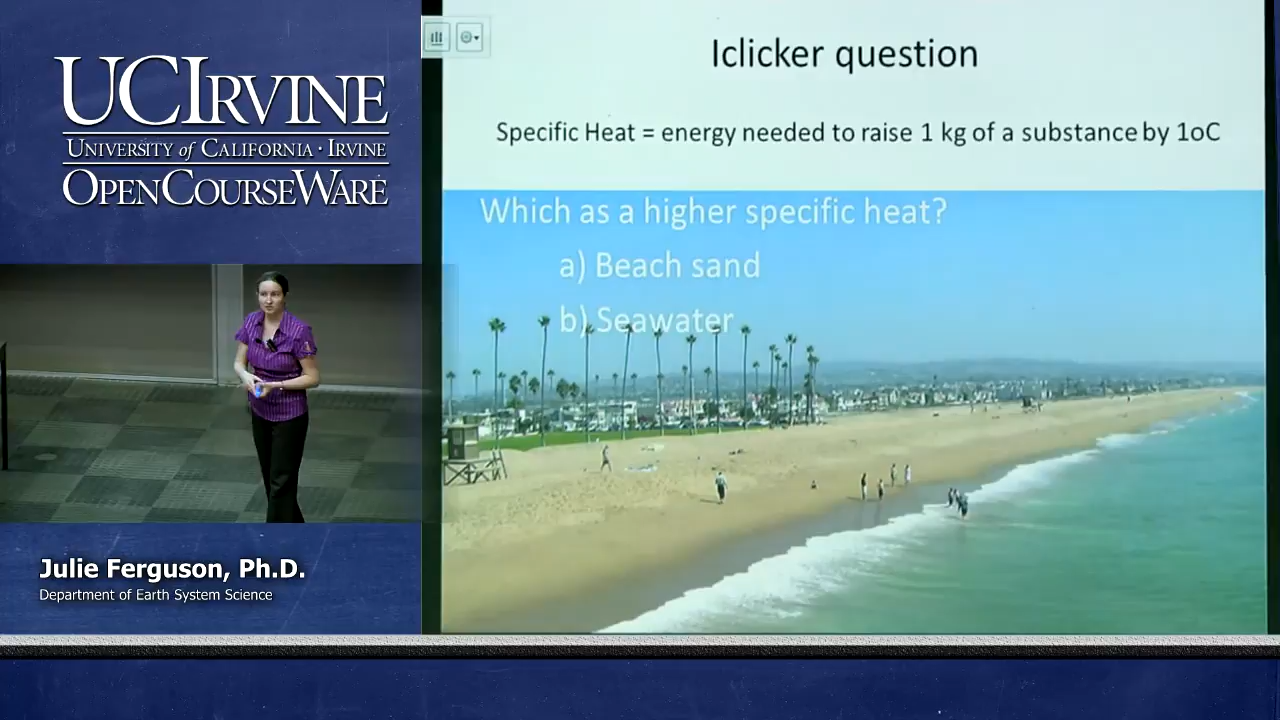 UCIRVINE
UNIVERSITY of CALIFORNIA · IRVINE
OPENCOURSEWARE
Julie Ferguson, Ph.D.
Department of Earth System Science
Iclicker question
Specific Heat = energy needed to raise 1 kg of a substance by 1oC
Which as a higher specific heat?
a) Beach sand
b) Seawater